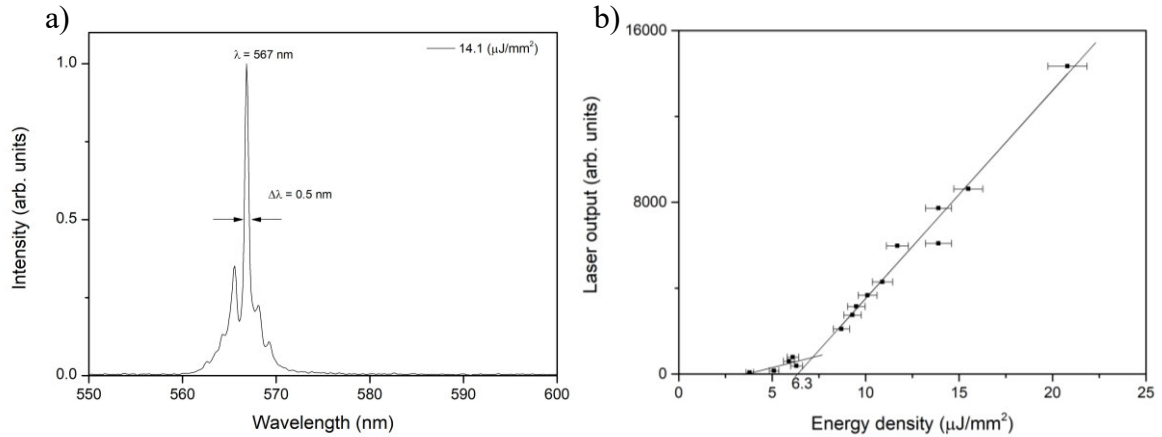 a)
λ = 567 nm
14.1 (μJ/mm²)
Δλ = 0.5 nm
1.0
0.5
0.0
Intensity (arb. units)
550 560 570 580 590 600
Wavelength (nm)
b)
16000
8000
0
Laser output (arb. units)
0 5 6.3 10 15 20 25
Energy density (μJ/mm²)